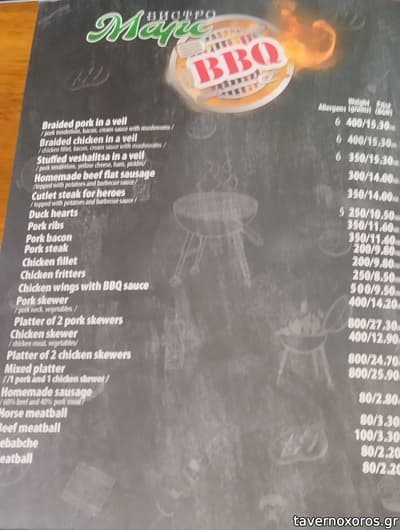 БИСТРО
Мари
BBQ
Allergens Weight (grams) Price (BGN)
Braided pork in a veil 6 400/15.30
/ pork tenderloin, bacon, cream sauce with mushrooms /
Braided chicken in a veil 6 400/15.30
/ chicken fillet, bacon, cream sauce with mushrooms /
Stuffed veshalitsa in a veil 6 350/15.30
/ pork tenderloin, yellow cheese, ham, pickles/
Homemade beef flat sausage 300/14.00
/topped with potatoes and barbecue sauce/
Cutlet steak for heroes 350/14.00
/ topped with potatoes and barbecue sauce/
Duck hearts 5 250/10.50
Pork ribs 350/11.60
Pork bacon 350/11.60
Pork steak 200/9.80
Chicken fillet 200/9.80
Chicken fritters 250/8.50
Chicken wings with BBQ sauce 500/9.50
Pork skewer 400/14.20
/ pork neck, vegetables /
Platter of 2 pork skewers 800/27.30
Chicken skewer 400/12.90
/ chicken meat, vegetables/
Platter of 2 chicken skewers 800/24.70
Mixed platter 800/25.90
//1 pork and 1 chicken skewer/
Homemade sausage 80/2.80
/ 60% beef and 40% pork meat /
Horse meatball 80/3.30
Beef meatball 100/3.30
ebabche 80/2.20
eatball 80/2.20
tavernoxoros.gr